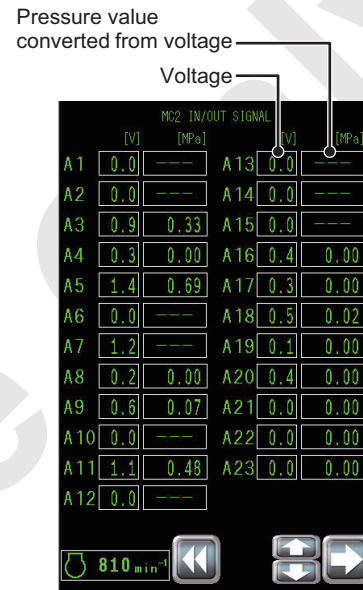 Pressure value
converted from voltage
Voltage
MC2 IN/OUT SIGNAL
[V] [MPa] [V] [MPa]
A1 0.0 --- A13 0.0 ---
A2 0.0 --- A14 0.0 ---
A3 0.9 0.33 A15 0.0 ---
A4 0.3 0.00 A16 0.4 0.00
A5 1.4 0.69 A17 0.3 0.00
A6 0.0 --- A18 0.5 0.02
A7 1.2 --- A19 0.1 0.00
A8 0.2 0.00 A20 0.4 0.00
A9 0.6 0.07 A21 0.0 0.00
A10 0.0 --- A22 0.0 0.00
A11 1.1 0.48 A23 0.0 0.00
A12 0.0 ---
810 min⁻¹